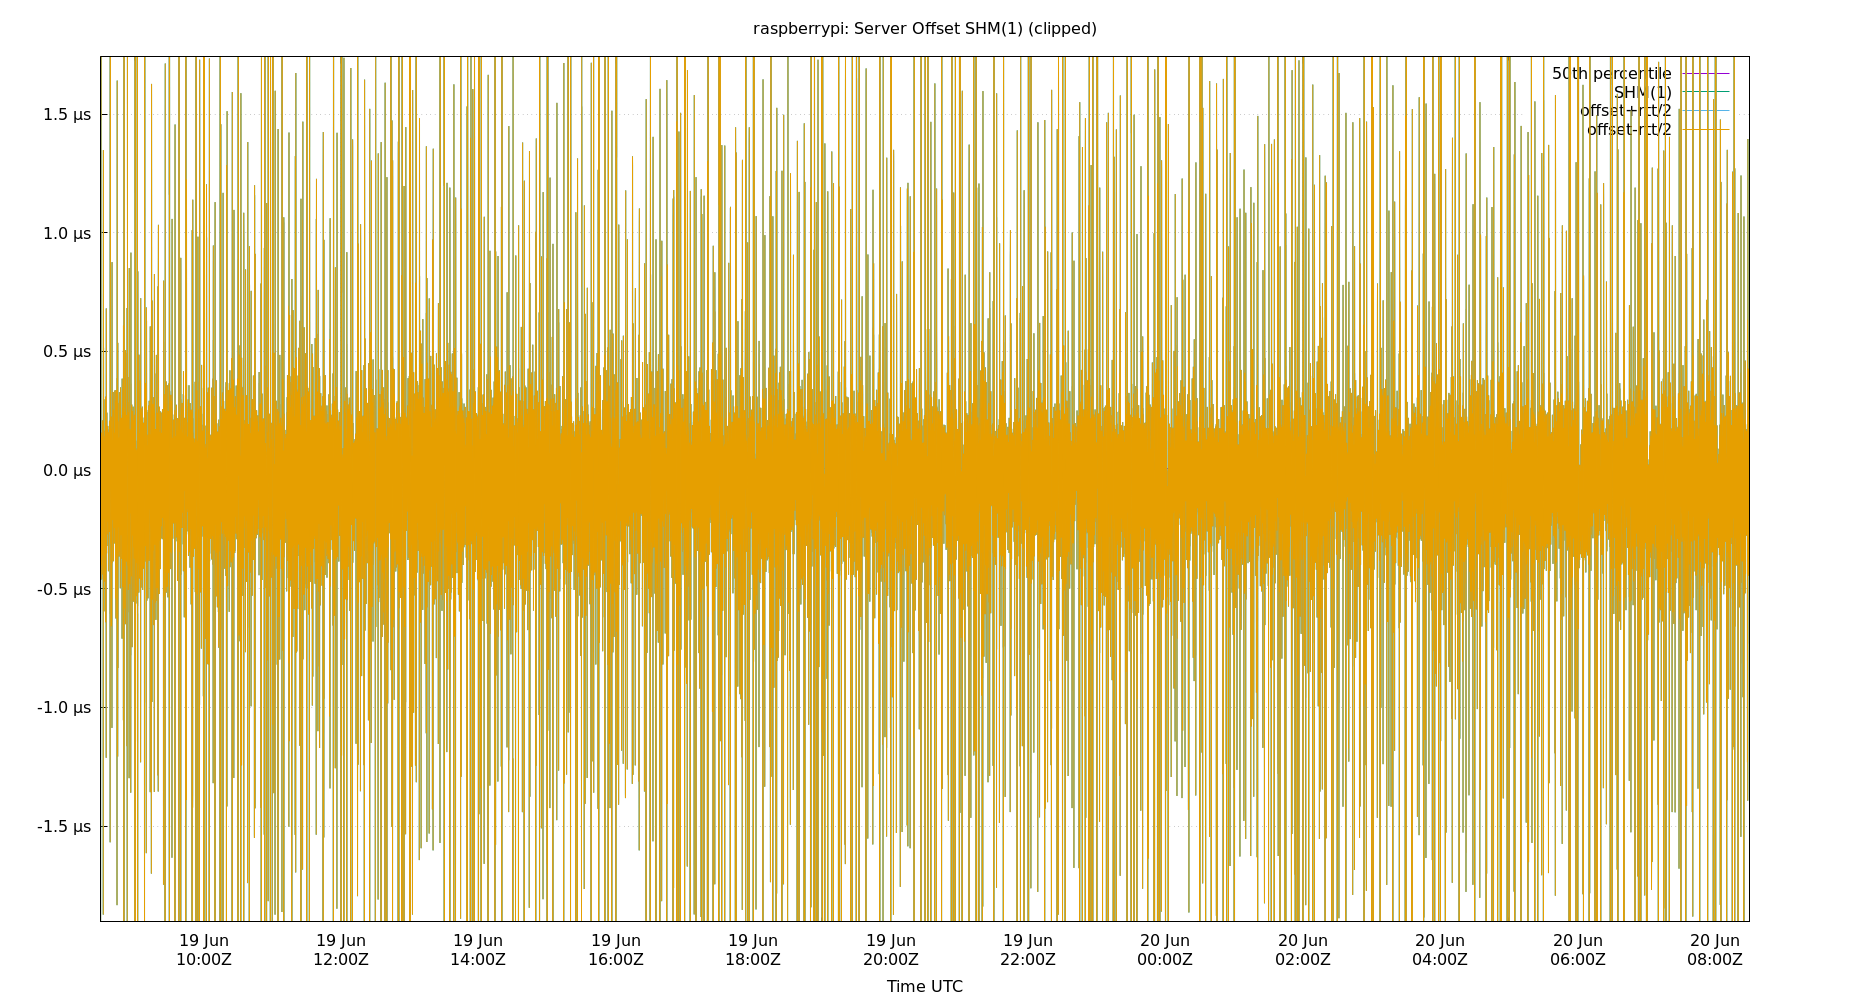 raspberrypi: Server Offset SHM(1) (clipped)
50th percentile
SHM(1)
offset+rtt/2
offset-rtt/2
1.5 µs
1.0 µs
0.5 µs
0.0 µs
-0.5 µs
-1.0 µs
-1.5 µs
19 Jun 19 Jun 19 Jun 19 Jun 19 Jun 19 Jun 19 Jun 20 Jun 20 Jun 20 Jun 20 Jun 20 Jun
10:00Z 12:00Z 14:00Z 16:00Z 18:00Z 20:00Z 22:00Z 00:00Z 02:00Z 04:00Z 06:00Z 08:00Z
Time UTC